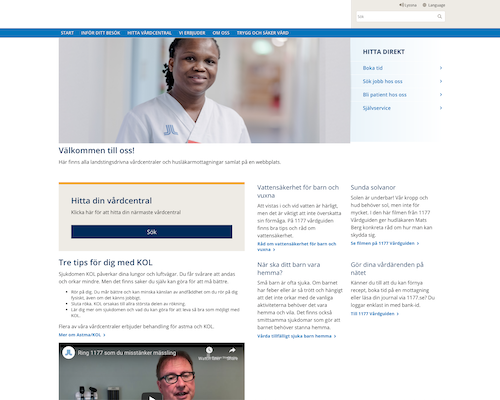 Lyssna
Language
Sök
START
INFÖR DITT BESÖK
HITTA VÅRDCENTRAL
VI ERBJUDER
OM OSS
TRYGG OCH SÄKER VÅRD
HITTA DIREKT
Boka tid
Sök jobb hos oss
Bli patient hos oss
Självservice
Välkommen till oss!
Här finns alla landstingsdrivna vårdcentraler och husläkarmottagningar samlat på en webbplats.
Hitta din vårdcentral
Klicka här för att hitta din närmaste vårdcentral
Sök
Tre tips för dig med KOL
Sjukdomen KOL påverkar dina lungor och luftvägar. Du får svårare att andas
och orkar mindre. Men det finns saker du själv kan göra för att må bättre.
Rör på dig. Du mår bättre och kan minska känslan av andfåddhet om du rör på dig
fysiskt, även om det känns jobbigt.
Sluta röka. KOL orsakas till allra största delen av rökning.
Lär dig mer om sjukdomen och vad du kan göra för att leva så bra som möjligt med
KOL.
Flera av våra vårdcentraler erbjuder behandling för astma och KOL.
Mer om Astma/KOL
Ring 1177 som du misstänker mässling
Vattensäkerhet för barn och
vuxna
Att vistas i och vid vatten är härligt,
men det är viktigt att inte överskatta
sin förmåga. På 1177 vårdguiden
finns bra tips och råd om
vattensäkerhet.
Råd om vattensäkerhet för barn och
vuxna
När ska ditt barn vara
hemma?
Små barn är ofta sjuka. Om barnet
har feber eller är så trött och hängigt
att det inte orkar med de vanliga
aktiviteterna behöver det vara
hemma och vila. Det finns också
smittsamma sjukdomar som gör att
barnet behöver stanna hemma.
Vårda tillfälligt sjuka barn hemma
Sunda solvanor
Solen är underbar! Vår kropp och
hud behöver sol, men inte för
mycket. I den här filmen från 1177
Vårdguiden ger hudläkaren Mats
Berg konkreta råd om hur man kan
skydda sig.
Se filmen på 1177 Vårdguiden
Gör dina vårdärenden på
nätet
Känner du till att du kan förnya
recept, boka tid på en mottagning
eller läsa din journal via 1177.se? Du
loggar enklast in med bank-id.
Till 1177 Vårdguiden